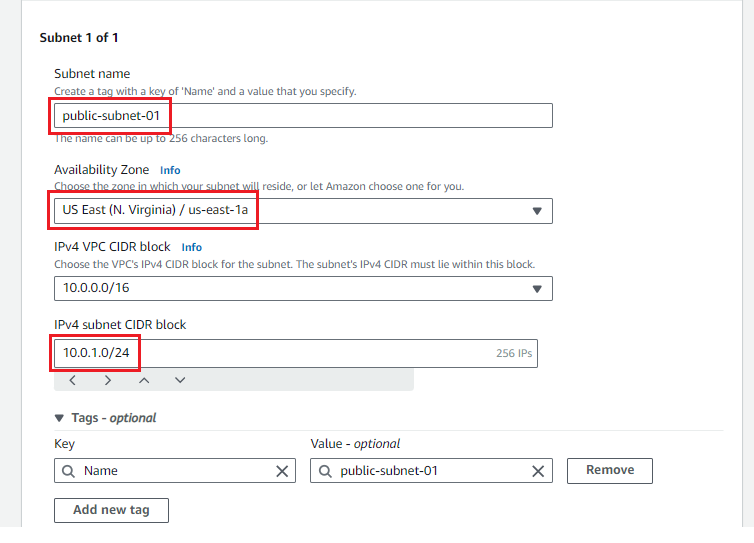 Subnet 1 of 1
Subnet name
Create a tag with a key of 'Name' and a value that you specify.
public-subnet-01
The name can be up to 256 characters long.
Availability Zone Info
Choose the zone in which your subnet will reside, or let Amazon choose one for you.
US East (N. Virginia) / us-east-1a
IPv4 VPC CIDR block Info
Choose the VPC's IPv4 CIDR block for the subnet. The subnet's IPv4 CIDR must lie within this block.
10.0.0.0/16
IPv4 subnet CIDR block
10.0.1.0/24 256 IPs
Tags - optional
Key Value - optional
Name public-subnet-01 Remove
Add new tag